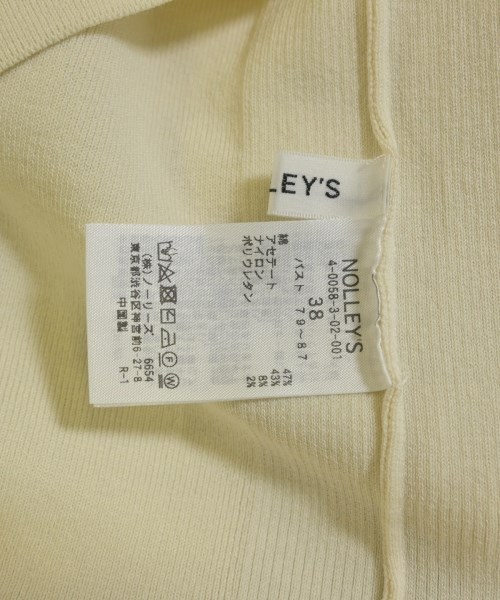 LEY'S
NOLLEY'S
4-0058-3-02-001
38
バスト 79~87
綿 47%
アセテート 43%
ナイロン 8%
ポリウレタン 2%
(株)ノーリーズ 6654
東京都渋谷区神宮前6-27-8
中国製 R-1